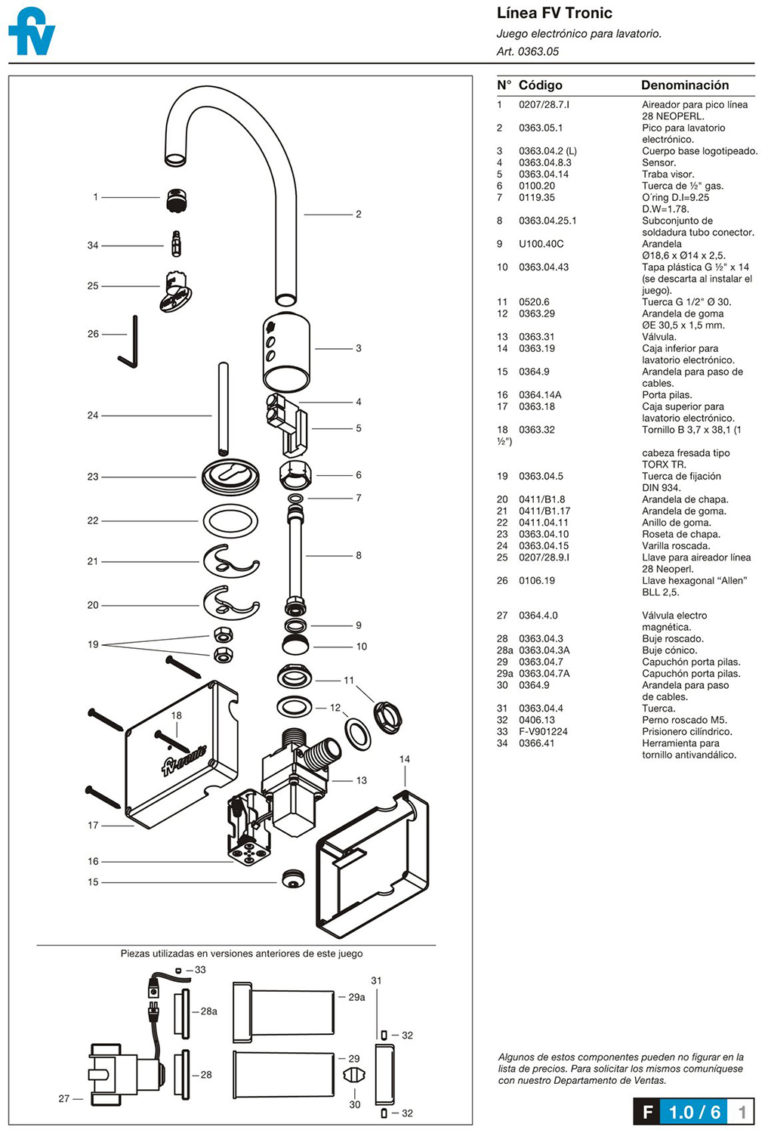 fv
Línea FV Tronic
Juego electrónico para lavatorio.
Art. 0363.05
N° Código Denominación
1 0207/28.7.I Aireador para pico línea
28 NEOPERL.
2 0363.05.1 Pico para lavatorio
electrónico.
3 0363.04.2 (L) Cuerpo base logotipeado.
4 0363.04.8.3 Sensor.
5 0363.04.14 Traba visor.
6 0100.20 Tuerca de ½" gas.
7 0119.35 O´ring D.I=9.25
D.W=1.78.
8 0363.04.25.1 Subconjunto de
soldadura tubo conector.
9 U100.40C Arandela
Ø18,6 x Ø14 x 2,5.
10 0363.04.43 Tapa plástica G ½" x 14
(se descarta al instalar el
juego).
11 0520.6 Tuerca G 1/2" Ø 30.
12 0363.29 Arandela de goma
ØE 30,5 x 1,5 mm.
13 0363.31 Válvula.
14 0363.19 Caja inferior para
lavatorio electrónico.
15 0364.9 Arandela para paso de
cables.
16 0364.14A Porta pilas.
17 0363.18 Caja superior para
lavatorio electrónico.
18 0363.32 Tornillo B 3,7 x 38,1 (1
½")
cabeza fresada tipo
TORX TR.
19 0363.04.5 Tuerca de fijación
DIN 934.
20 0411/B1.8 Arandela de chapa.
21 0411/B1.17 Arandela de goma.
22 0411.04.11 Anillo de goma.
23 0363.04.10 Roseta de chapa.
24 0363.04.15 Varilla roscada.
25 0207/28.9.I Llave para aireador línea
28 Neoperl.
26 0106.19 Llave hexagonal “Allen”
BLL 2,5.
27 0364.4.0 Válvula electro
magnética.
28 0363.04.3 Buje roscado.
28a 0363.04.3A Buje cónico.
29 0363.04.7 Capuchón porta pilas.
29a 0363.04.7A Capuchón porta pilas.
30 0364.9 Arandela para paso
de cables.
31 0363.04.4 Tuerca.
32 0406.13 Perno roscado M5.
33 F-V901224 Prisionero cilíndrico.
34 0366.41 Herramienta para
tornillo antivandálico.
1
2
34
25
26
3
4
24
5
23
6
7
22
8
21
20
9
19
10
11
12
18
fv-tronic
14
13
17
16
15
Piezas utilizadas en versiones anteriores de este juego
33
31
29a
28a
32
29
28
27
30
32
Algunos de estos componentes pueden no figurar en la
lista de precios. Para solicitar los mismos comuníquese
con nuestro Departamento de Ventas.
F 1.0 / 6 1